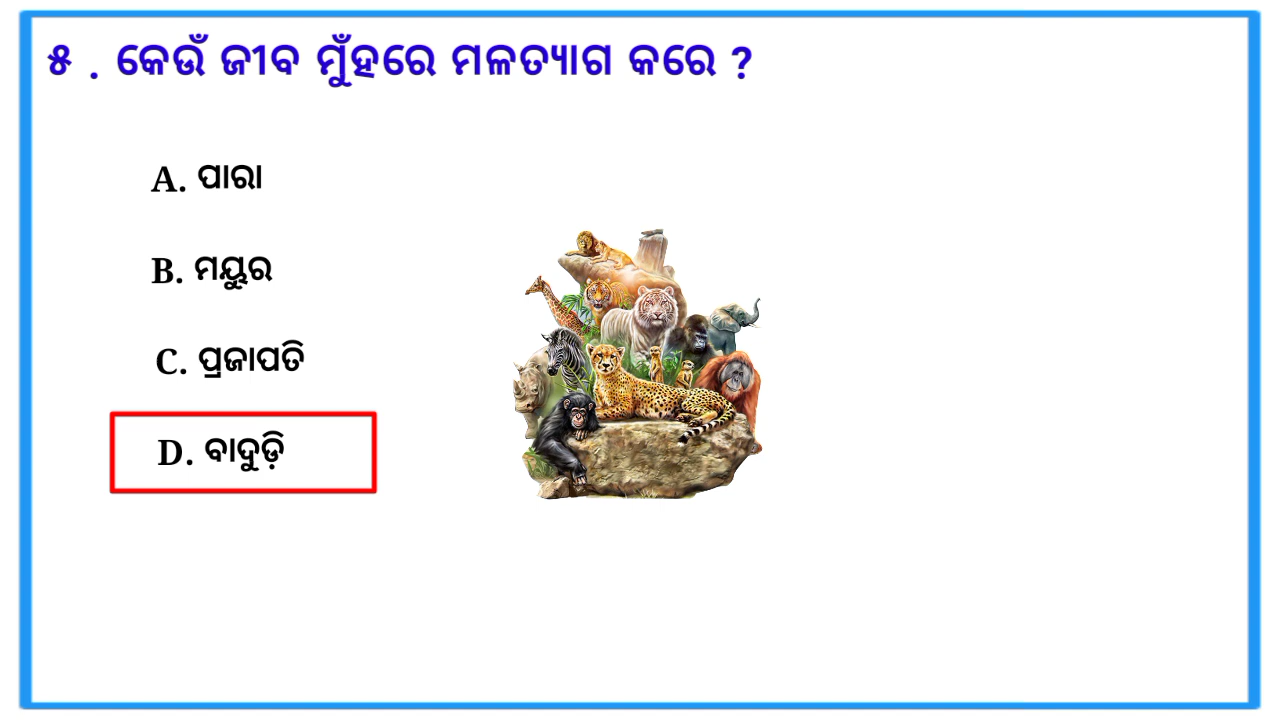 ୫ . କେଉଁ ଜୀବ ମୁଁହରେ ମଳତ୍ୟାଗ କରେ ?
A. ପାରା
B. ମୟୁର
C. ପ୍ରଜାପତି
D. ବାଦୁଡ଼ି